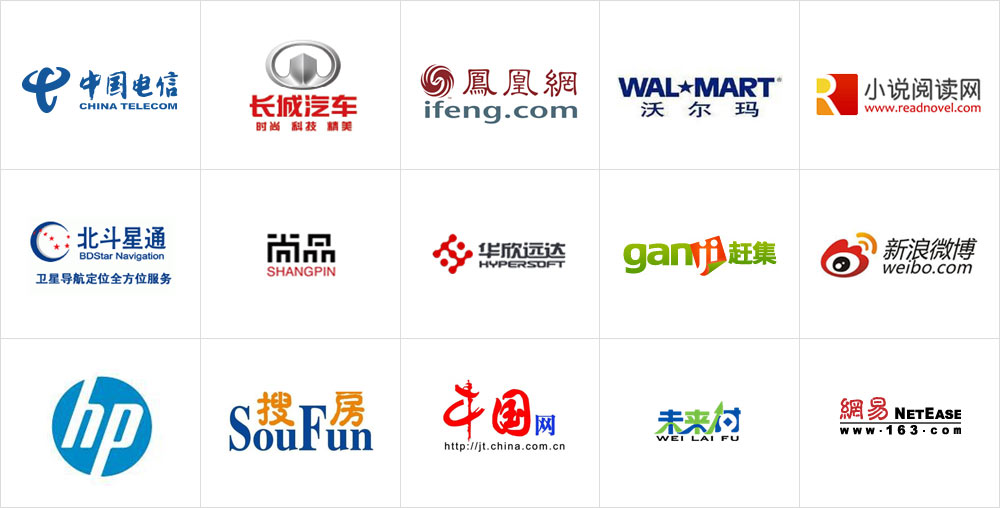 中国电信
CHINA TELECOM
长城汽车
时尚 科技 精美
鳳凰網
ifeng.com
WAL★MART®
沃尔玛
R
小说阅读网
www.readnovel.com
北斗星通
BDStar Navigation
卫星导航定位全方位服务
尚品
SHANGPIN
华欣远达
HYPERSOFT
ganji赶集
新浪微博
weibo.com
hp
搜房
SouFun
中国网
http://jt.china.com.cn
未来付
WEI LAI FU
網易 NETEASE
www·163·com